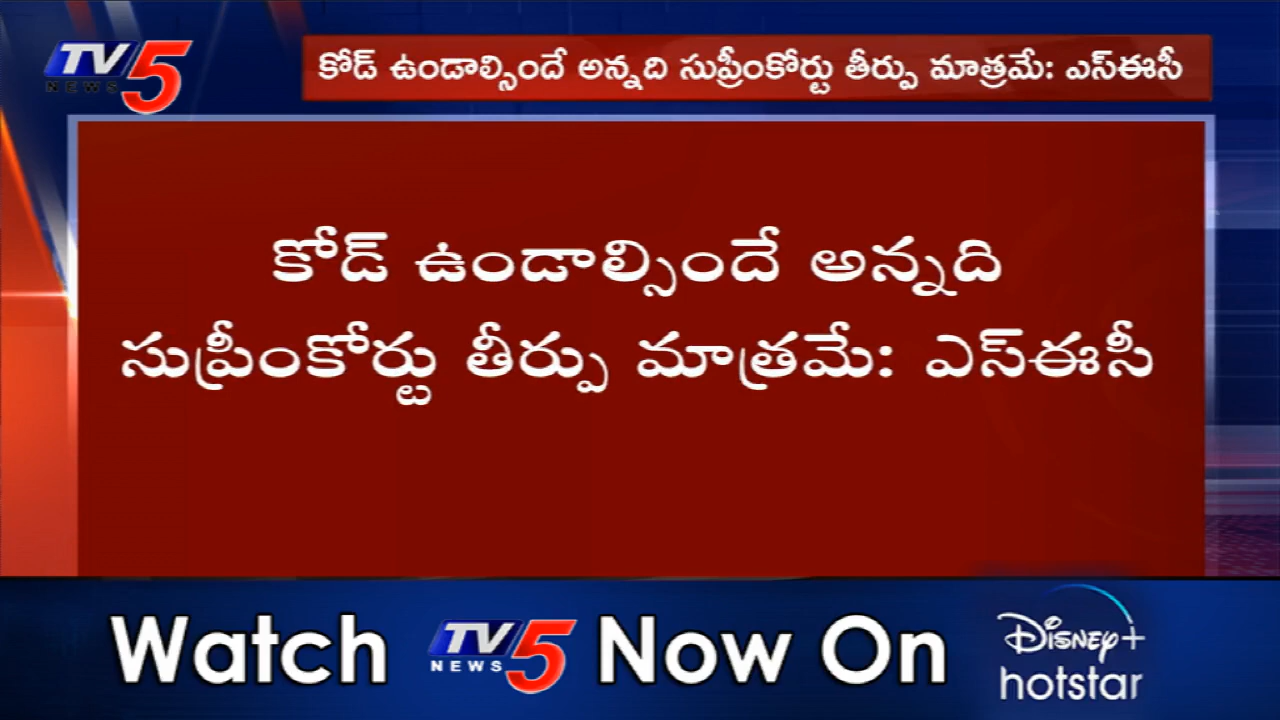 TV5
NEWS
కోడ్ ఉండాల్సిందే అన్నది సుప్రీంకోర్టు తీర్పు మాత్రమే: ఎస్ఈసీ
కోడ్ ఉండాల్సిందే అన్నది
సుప్రీంకోర్టు తీర్పు మాత్రమే: ఎస్ఈసీ
Watch TV5 NEWS Now On Disney+ hotstar